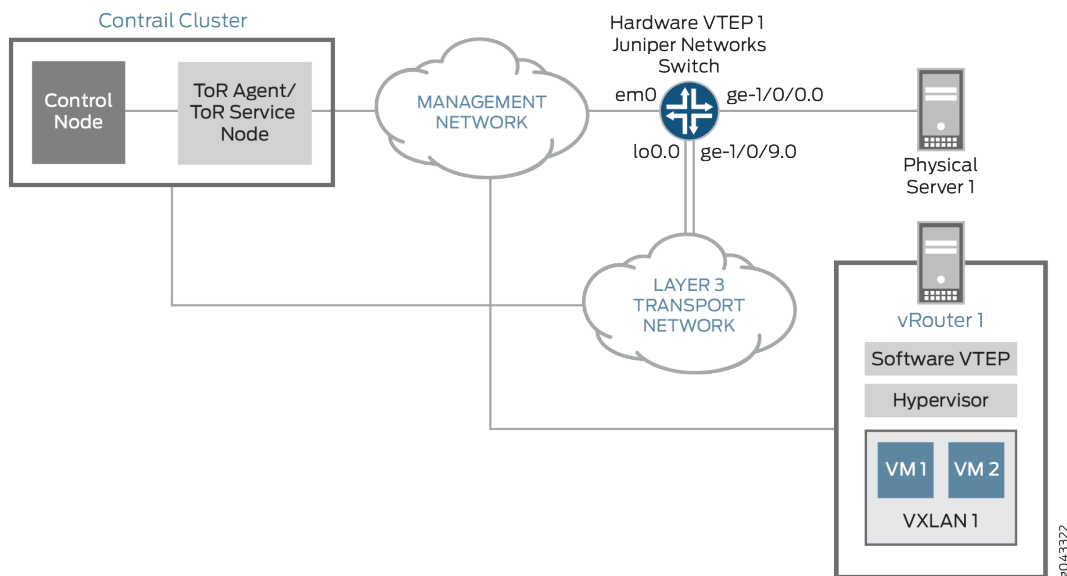 Contrail Cluster
Control
Node
ToR Agent/
ToR Service
Node
MANAGEMENT
NETWORK
Hardware VTEP 1
Juniper Networks
Switch
em0
ge-1/0/0.0
lo0.0
ge-1/0/9.0
Physical
Server 1
LAYER 3
TRANSPORT
NETWORK
vRouter 1
Software VTEP
Hypervisor
VM 1
VM 2
VXLAN 1
g043322